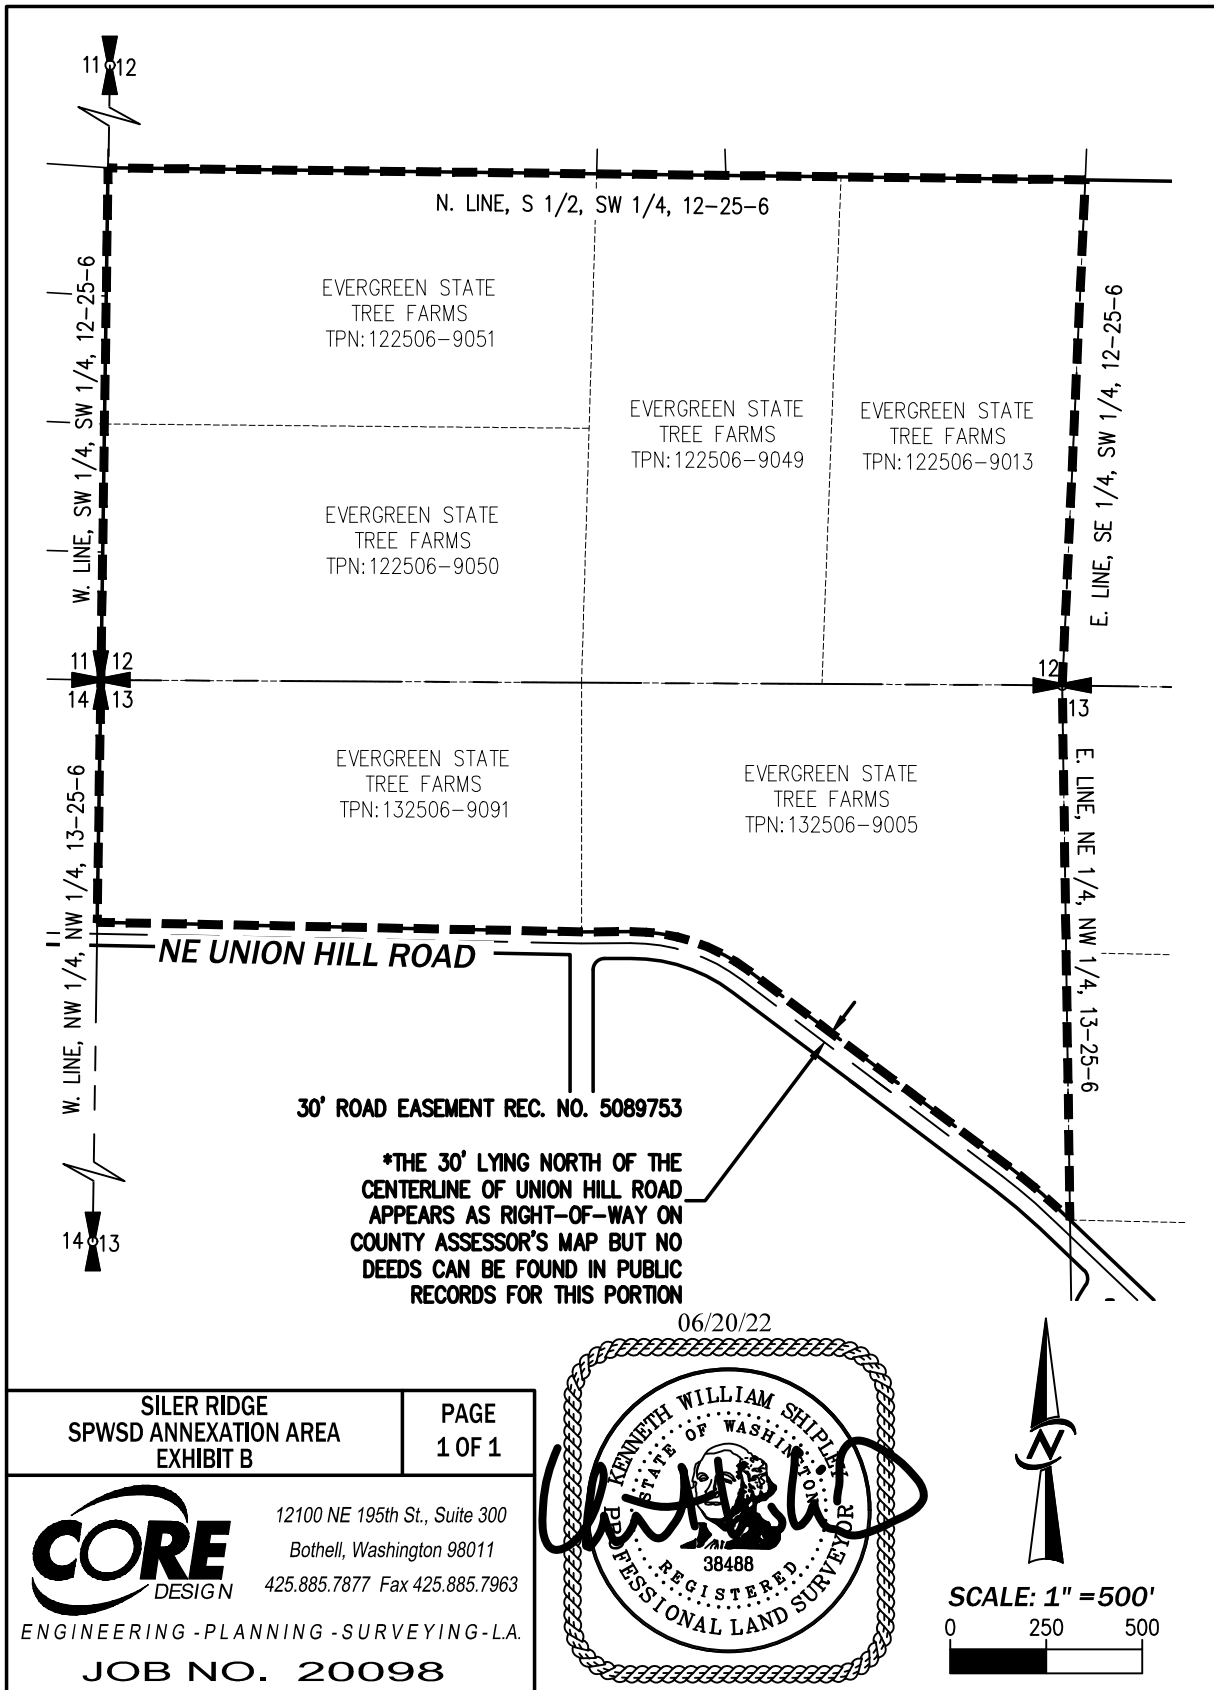 11 12
N. LINE, S 1/2, SW 1/4, 12-25-6
W. LINE, SW 1/4, SW 1/4, 12-25-6
EVERGREEN STATE
TREE FARMS
TPN:122506-9051
E. LINE, SE 1/4, SW 1/4, 12-25-6
EVERGREEN STATE
TREE FARMS
TPN:122506-9049
EVERGREEN STATE
TREE FARMS
TPN:122506-9013
EVERGREEN STATE
TREE FARMS
TPN:122506-9050
11 12
14 13
12
13
W. LINE, NW 1/4, NW 1/4, 13-25-6
EVERGREEN STATE
TREE FARMS
TPN:132506-9091
EVERGREEN STATE
TREE FARMS
TPN:132506-9005
E. LINE, NE 1/4, NW 1/4, 13-25-6
NE UNION HILL ROAD
30' ROAD EASEMENT REC. NO. 5089753
*THE 30' LYING NORTH OF THE
CENTERLINE OF UNION HILL ROAD
APPEARS AS RIGHT-OF-WAY ON
COUNTY ASSESSOR'S MAP BUT NO
DEEDS CAN BE FOUND IN PUBLIC
RECORDS FOR THIS PORTION
14 13
06/20/22
KENNETH WILLIAM SHIPLEY
STATE OF WASHINGTON
38488
REGISTERED
PROFESSIONAL LAND SURVEYOR
N
SCALE: 1" =500'
0 250 500
SILER RIDGE
SPWSD ANNEXATION AREA
EXHIBIT B
PAGE
1 OF 1
CORE
DESIGN
12100 NE 195th St., Suite 300
Bothell, Washington 98011
425.885.7877 Fax 425.885.7963
ENGINEERING-PLANNING-SURVEYING-L.A.
JOB NO. 20098